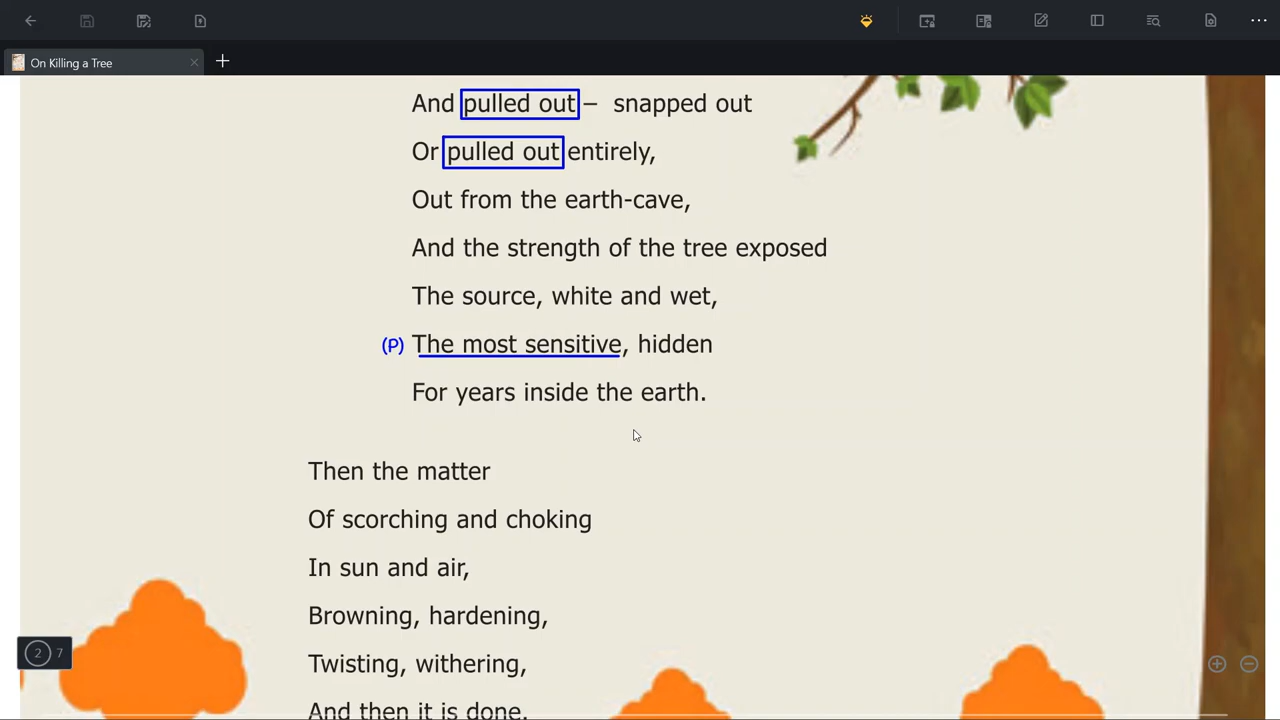 On Killing a Tree
And pulled out – snapped out
Or pulled out entirely,
Out from the earth-cave,
And the strength of the tree exposed
The source, white and wet,
(P) The most sensitive, hidden
For years inside the earth.
Then the matter
Of scorching and choking
In sun and air,
Browning, hardening,
Twisting, withering,
And then it is done.
2 7